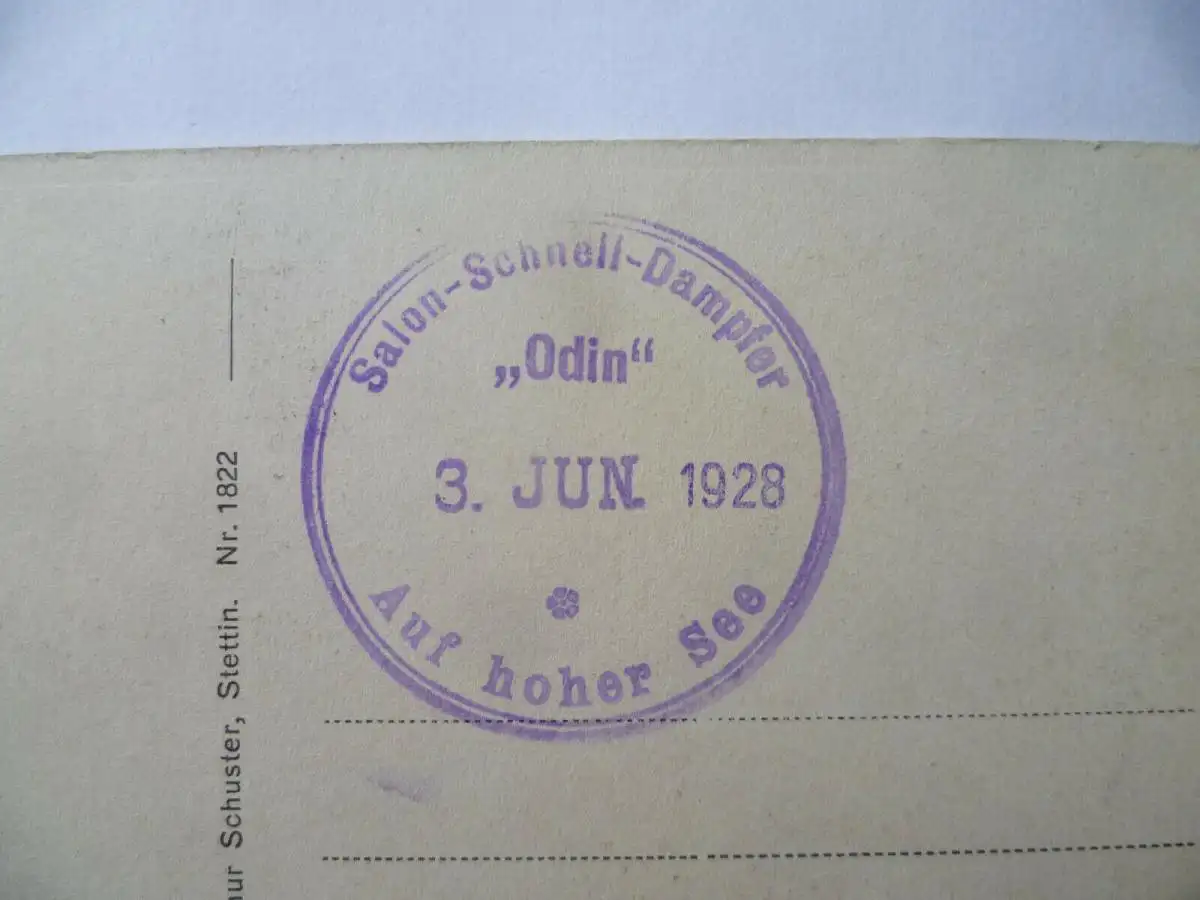 Salon-Schnell-Dampfer
„Odin“
3. JUN. 1928
Auf hoher See
Schuster, Stettin. Nr. 1822